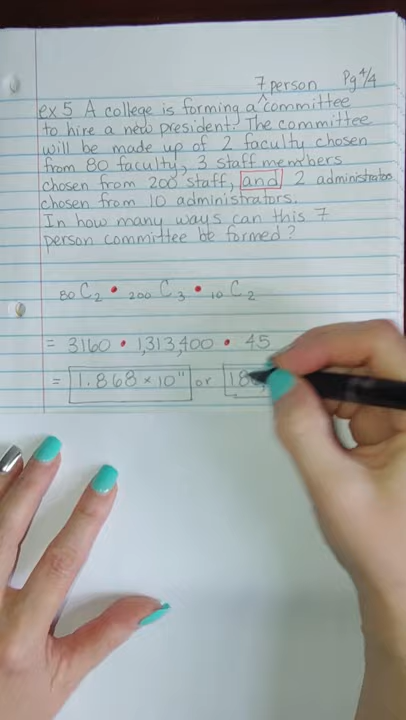 7 person Pg 4/4
ex 5 A college is forming a ^ committee
to hire a new president. The committee
will be made up of 2 faculty chosen
from 80 faculty, 3 staff members
chosen from 200 staff, and 2 administrators
chosen from 10 administrators.
In how many ways can this 7
person committee be formed?
₈₀C₂ • ₂₀₀C₃ • ₁₀C₂
= 3160 • 1,313,400 • 45
= 1.868 × 10¹¹ or 18